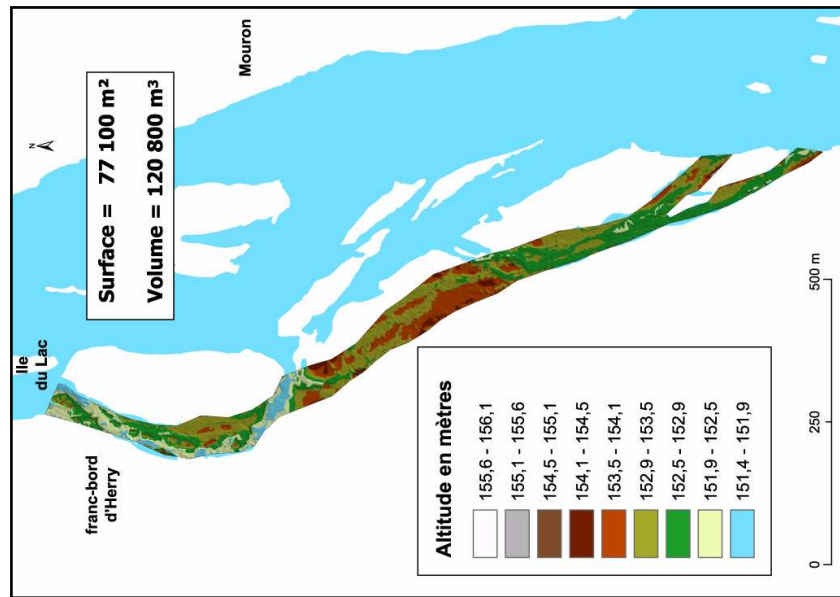 Ile
du Lac
N
Mouron
Surface = 77 100 m²
Volume = 120 800 m³
franc-bord
d'Herry
Altitude en mètres
155,6 - 156,1
155,1 - 155,6
154,5 - 155,1
154,1 - 154,5
153,5 - 154,1
152,9 - 153,5
152,5 - 152,9
151,9 - 152,5
151,4 - 151,9
0
250
500 m